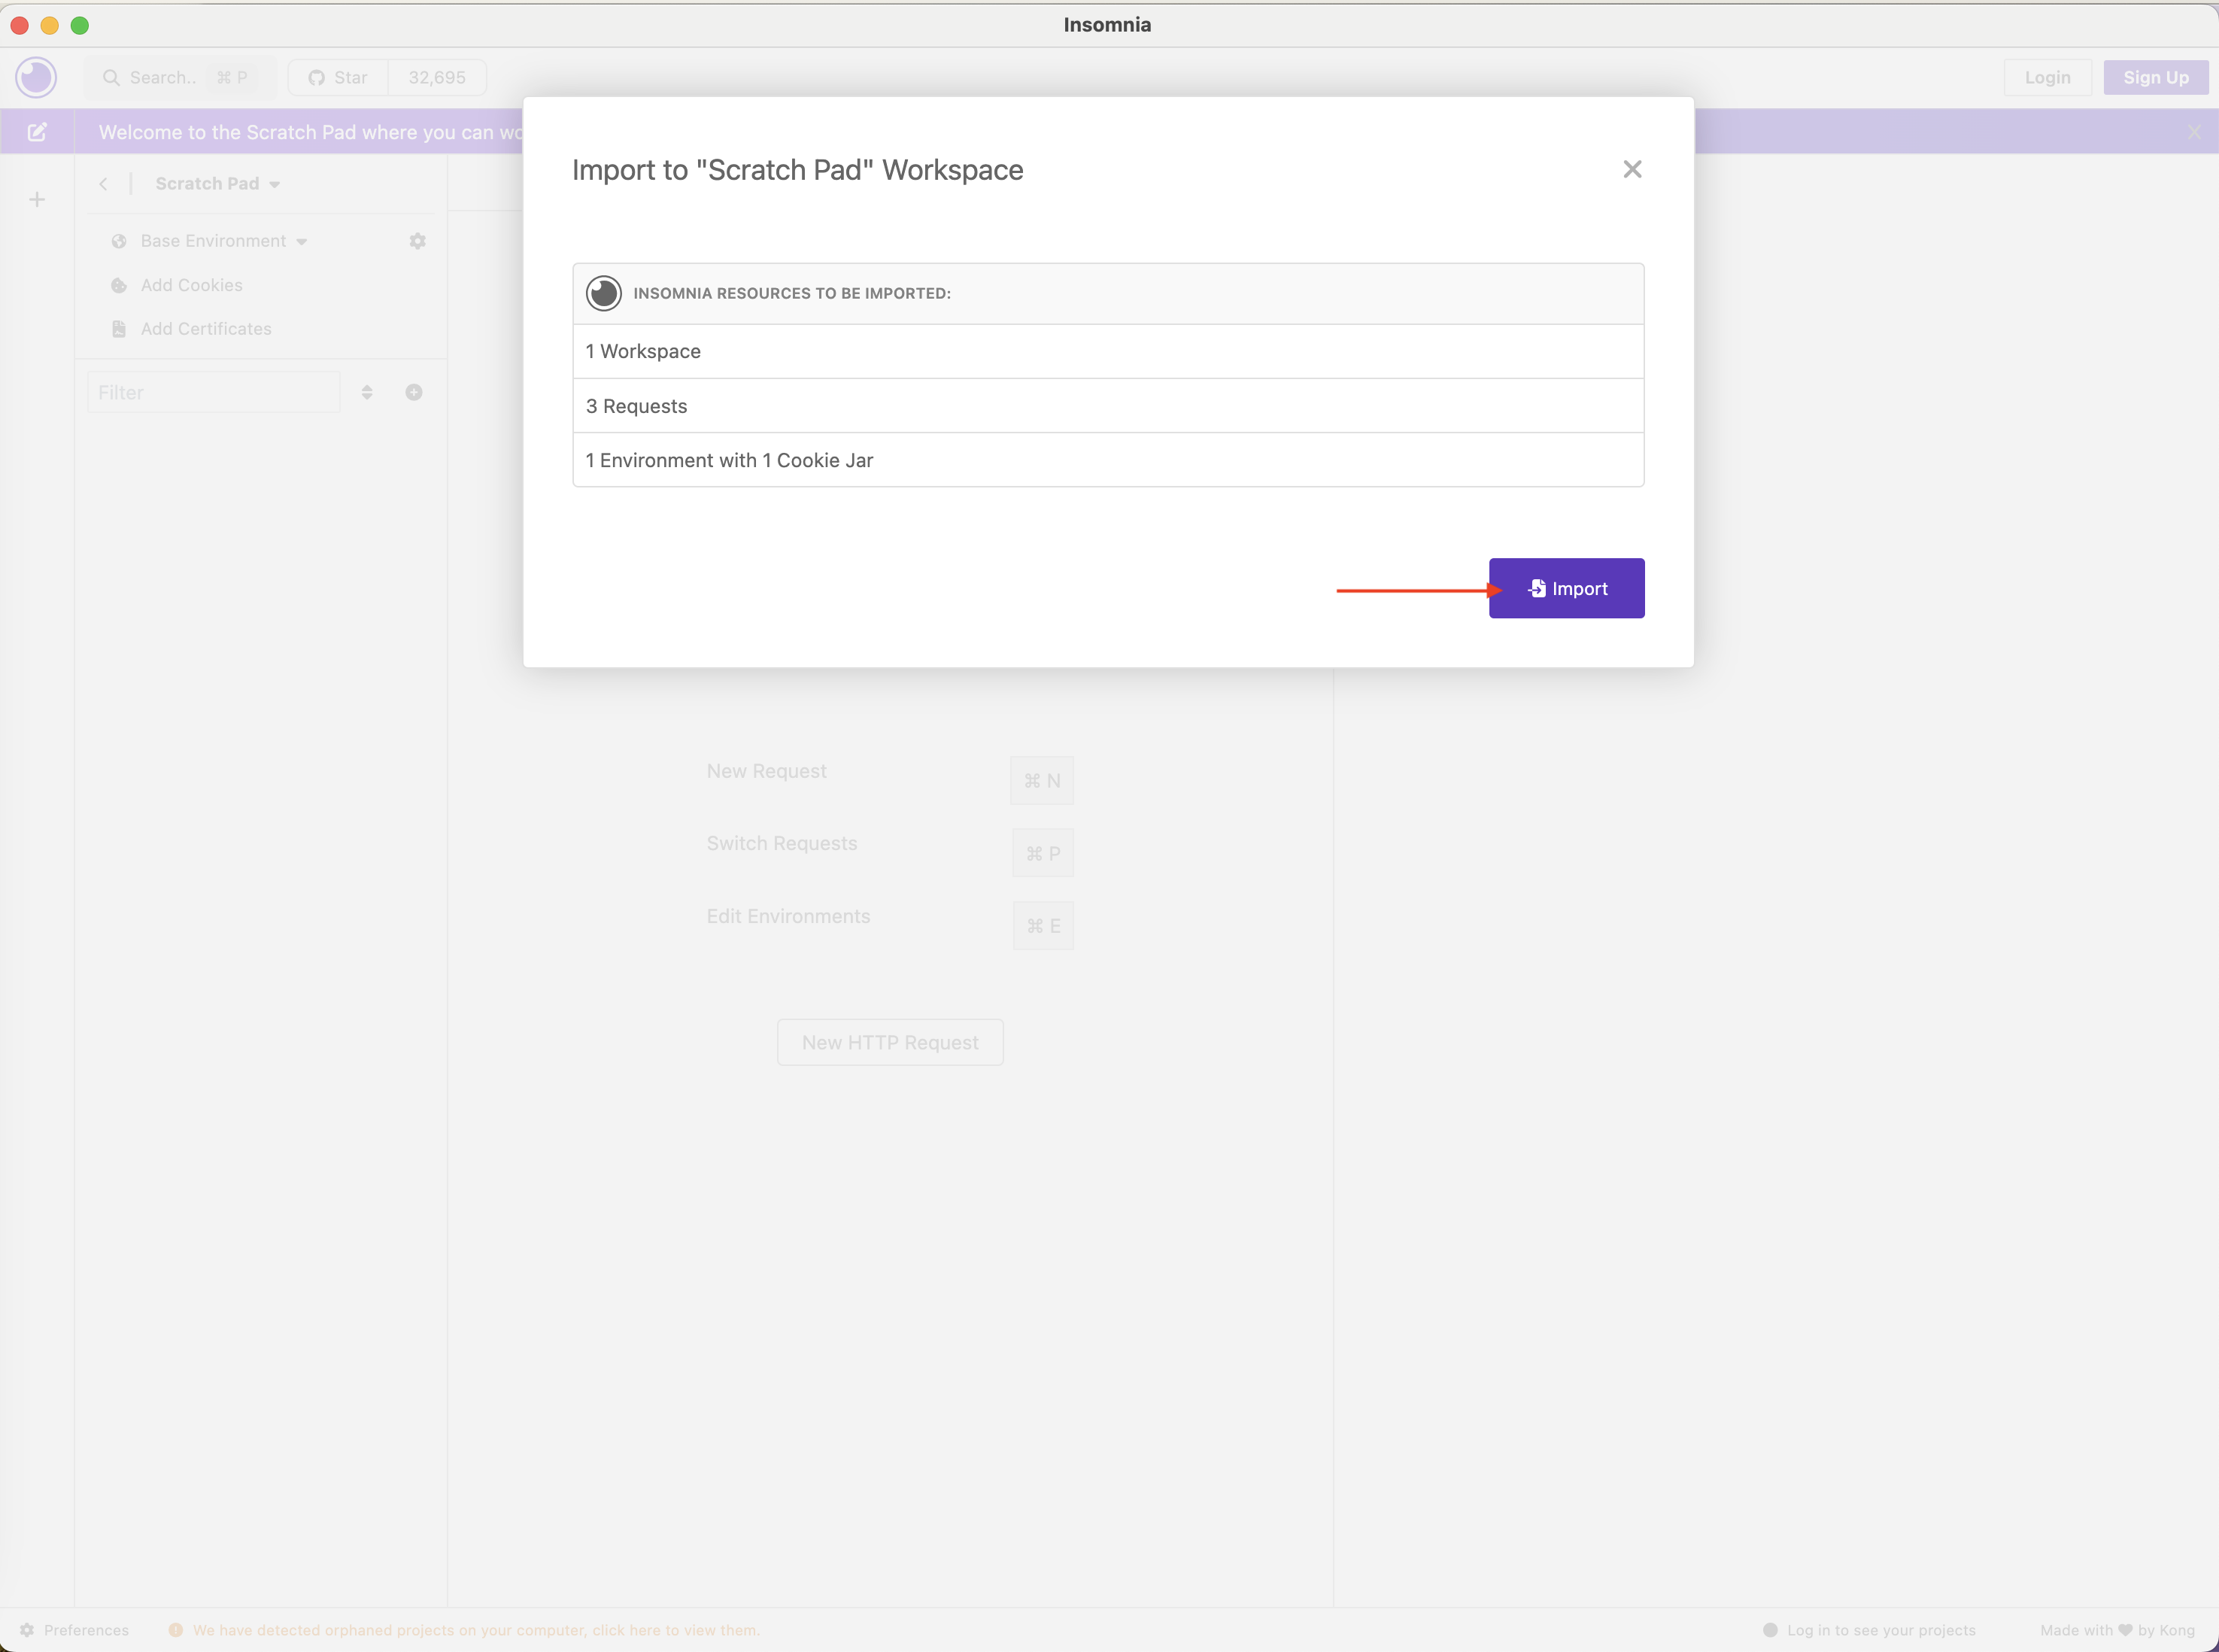 Insomnia
Search.. ⌘ P
Star 32,695
Login
Sign Up
Welcome to the Scratch Pad where you can wo
Import to "Scratch Pad" Workspace
Scratch Pad
Base Environment
Add Cookies
Add Certificates
Filter
INSOMNIA RESOURCES TO BE IMPORTED:
1 Workspace
3 Requests
1 Environment with 1 Cookie Jar
Import
New Request ⌘ N
Switch Requests ⌘ P
Edit Environments ⌘ E
New HTTP Request
Preferences
We have detected orphaned projects on your computer, click here to view them.
Log in to see your projects
Made with ♥ by Kong